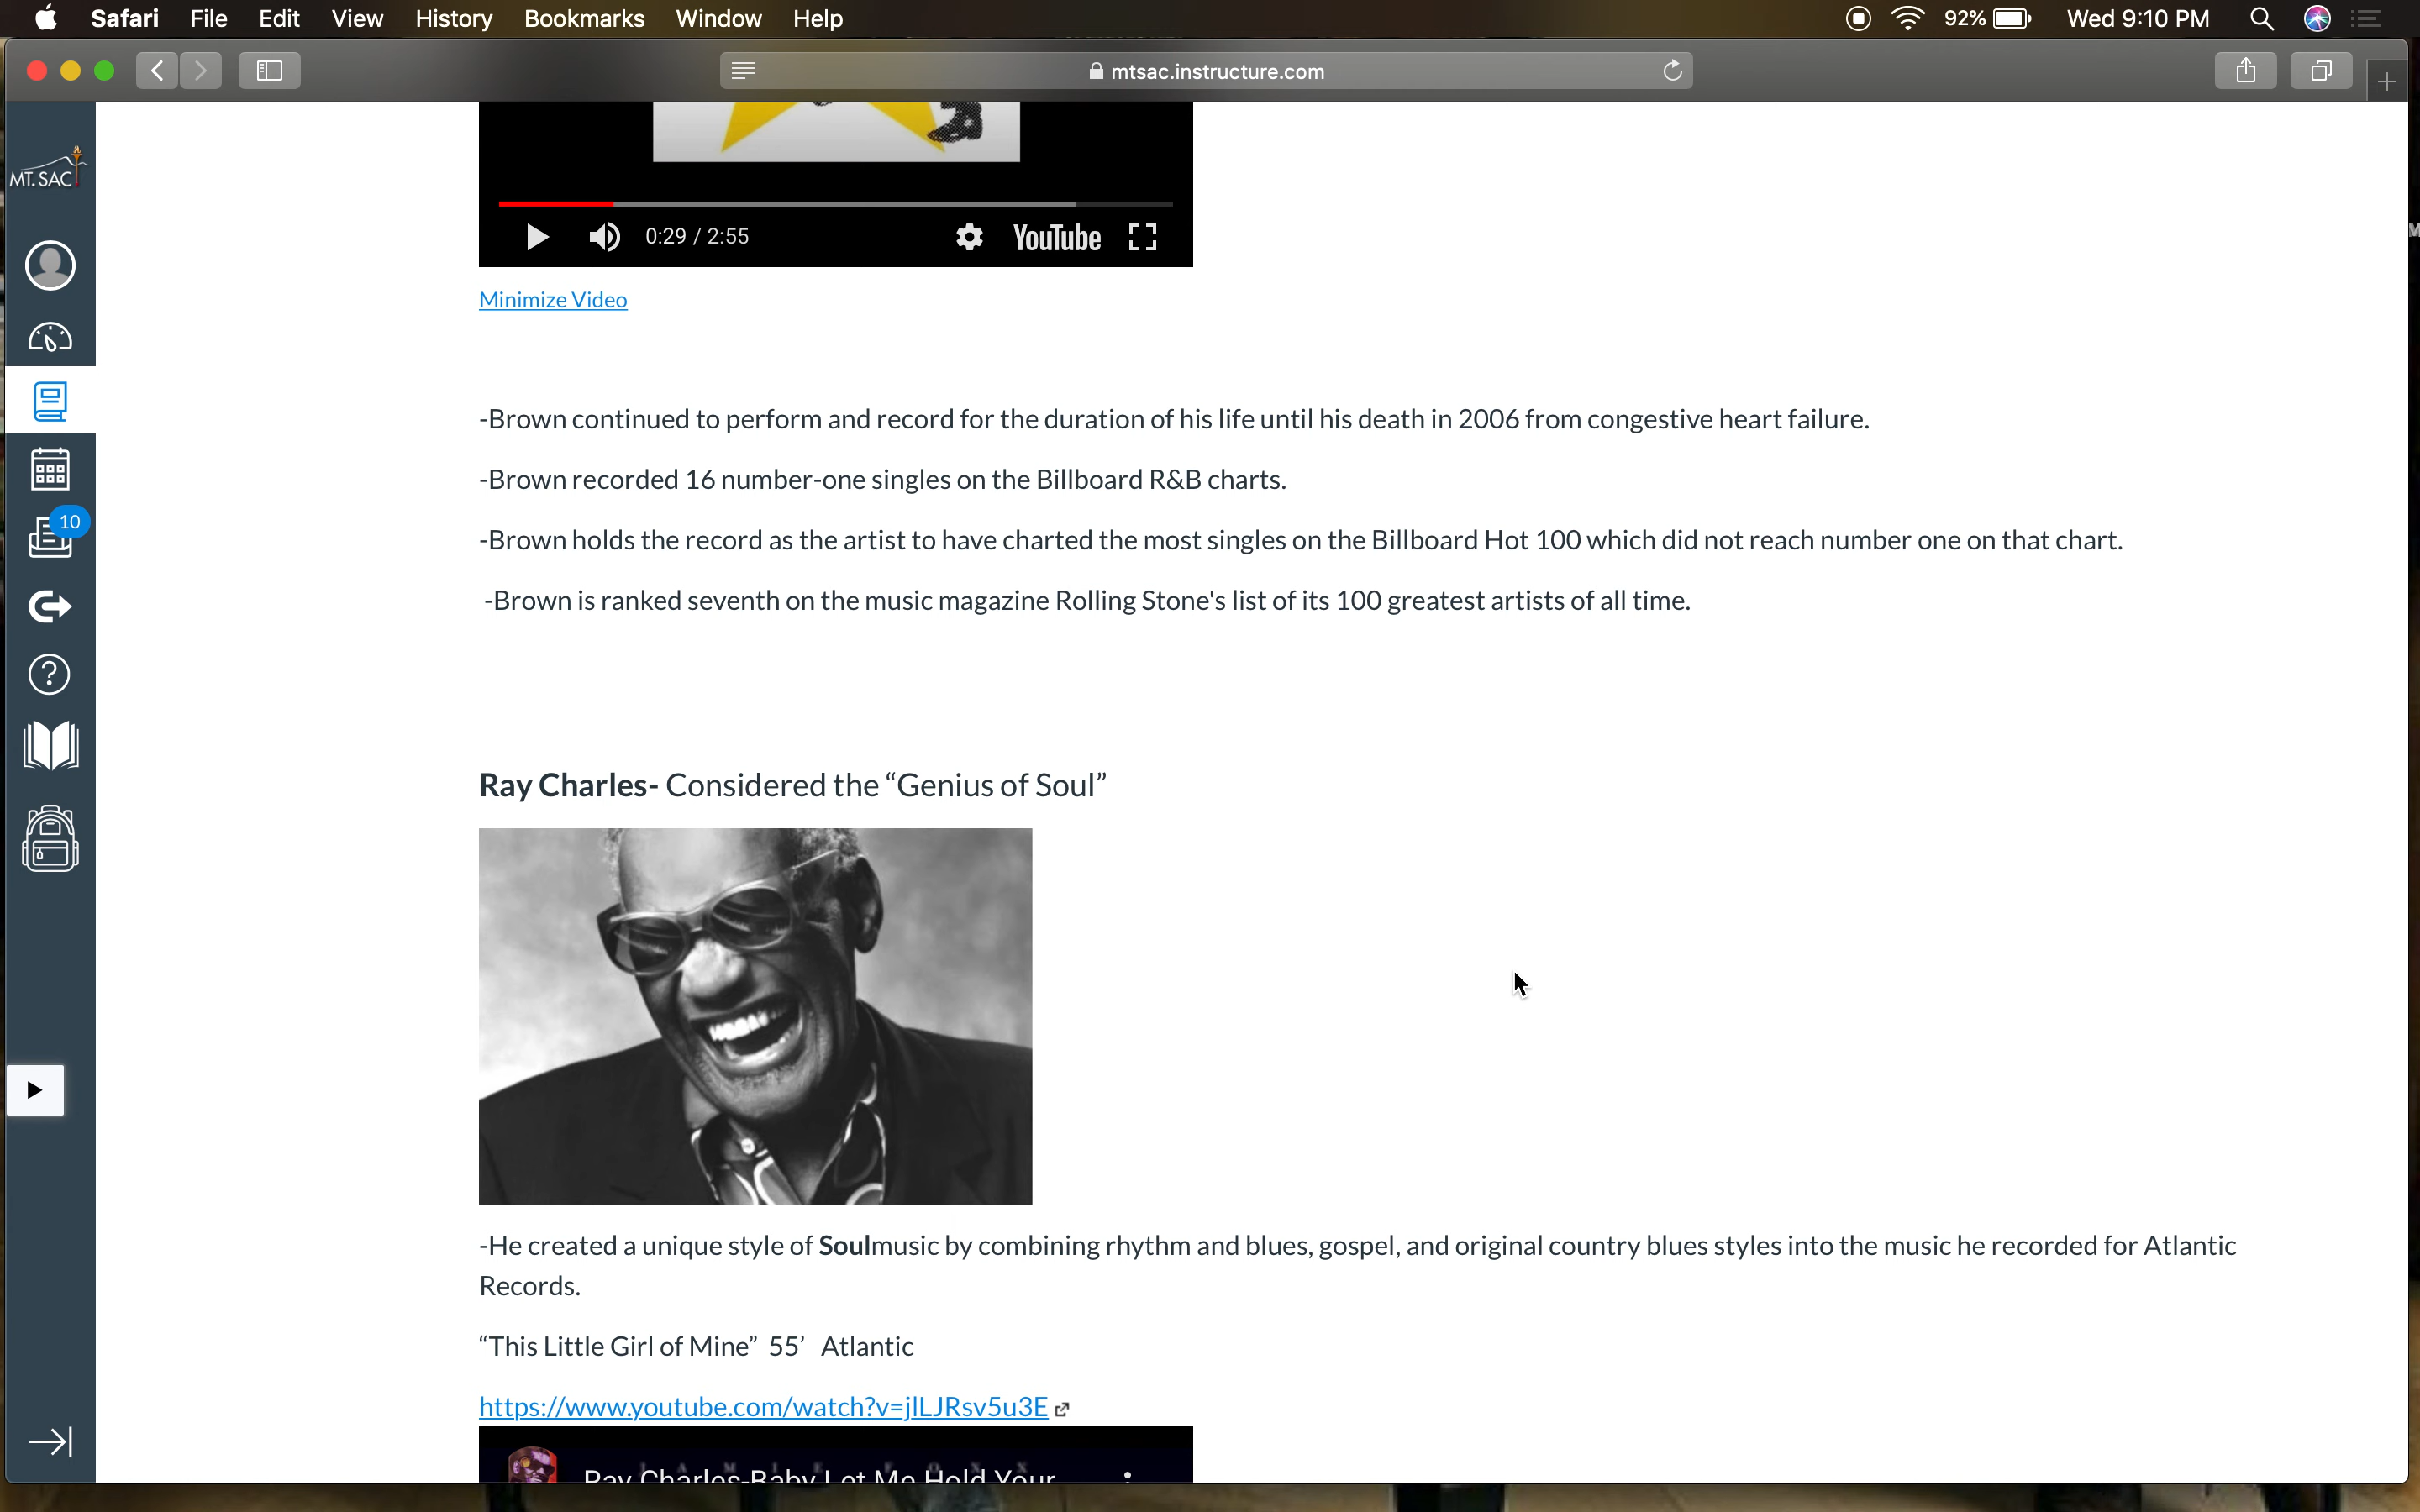 Safari File Edit View History Bookmarks Window Help 92% Wed 9:10 PM
mtsac.instructure.com
MT. SAC
0:29 / 2:55 YouTube
Minimize Video
-Brown continued to perform and record for the duration of his life until his death in 2006 from congestive heart failure.
-Brown recorded 16 number-one singles on the Billboard R&B charts.
-Brown holds the record as the artist to have charted the most singles on the Billboard Hot 100 which did not reach number one on that chart.
10
-Brown is ranked seventh on the music magazine Rolling Stone's list of its 100 greatest artists of all time.
Ray Charles- Considered the “Genius of Soul”
-He created a unique style of Soulmusic by combining rhythm and blues, gospel, and original country blues styles into the music he recorded for Atlantic
Records.
“This Little Girl of Mine” 55’ Atlantic
https://www.youtube.com/watch?v=jlLJRsv5u3E
Ray Charles-Baby Let Me Hold Your